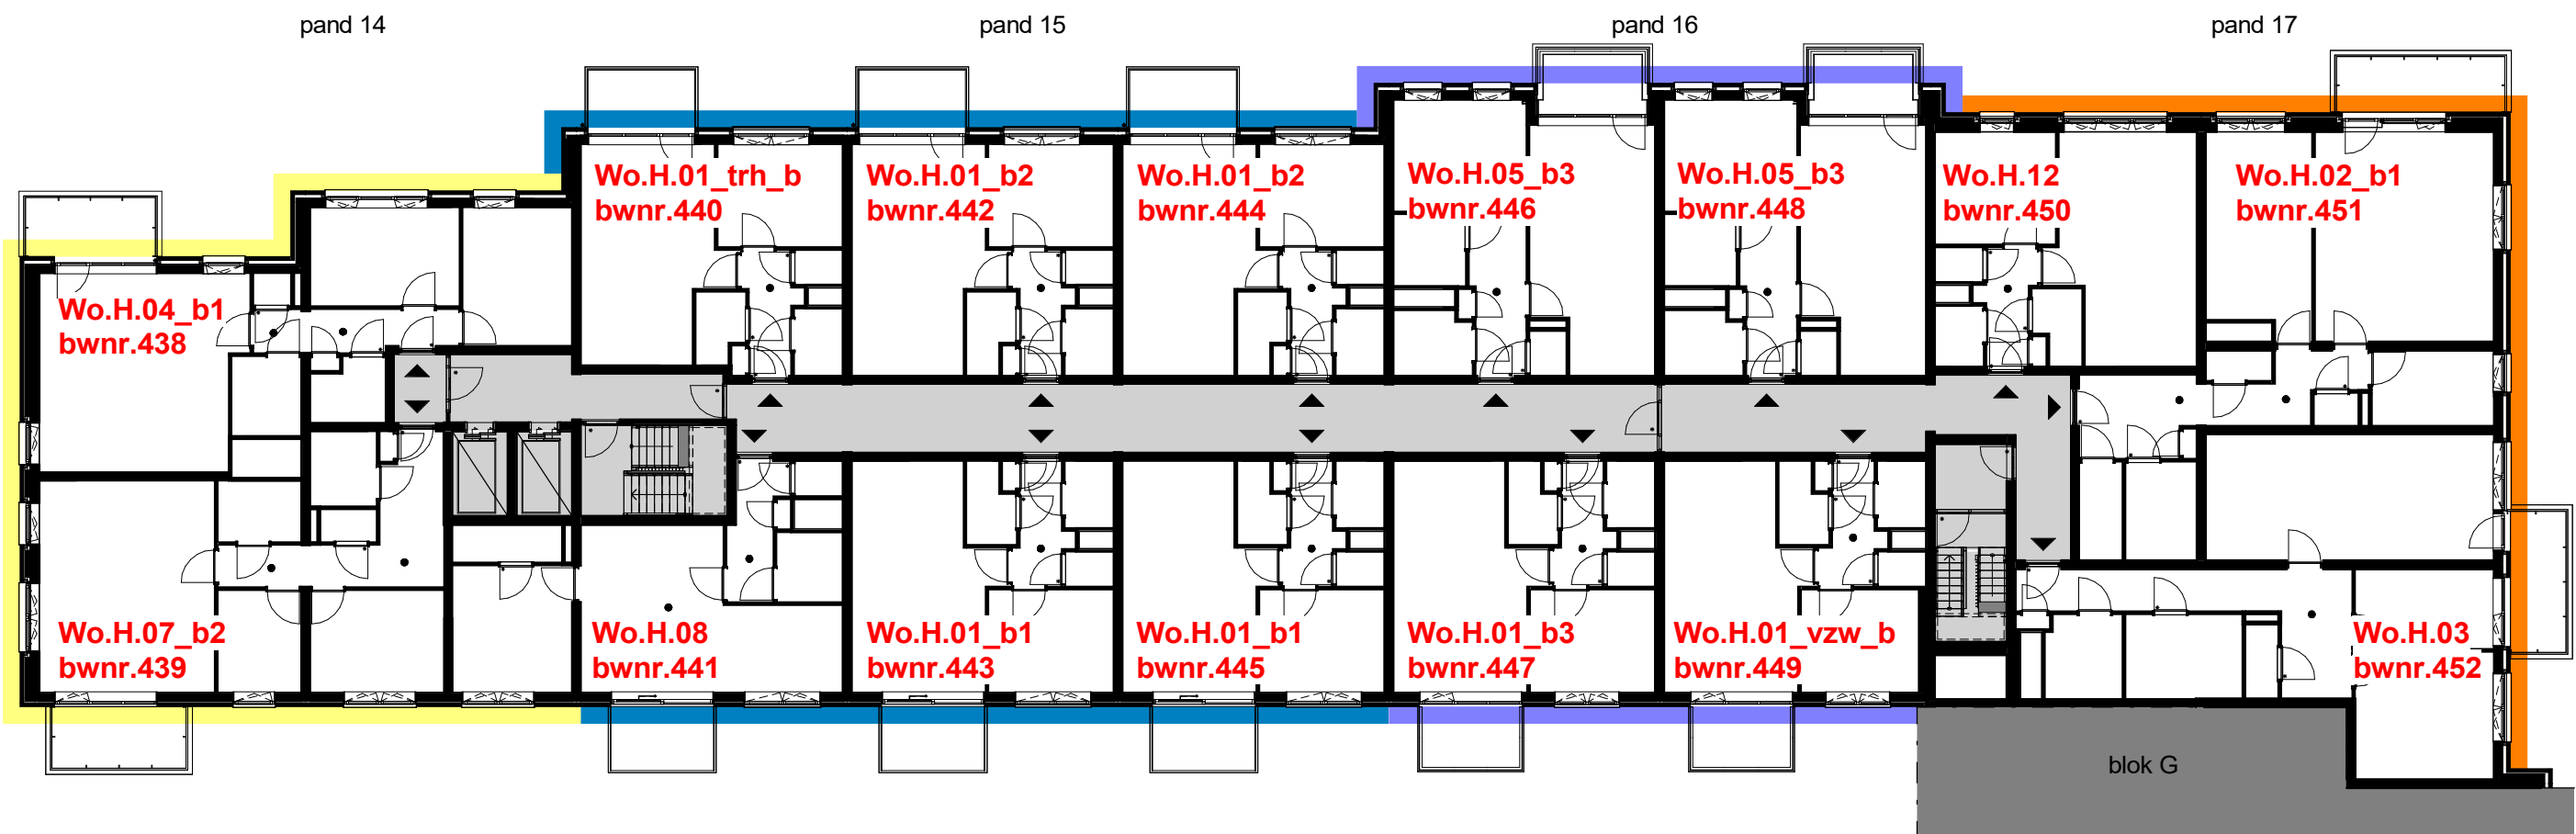 pand 14
pand 15
pand 16
pand 17
Wo.H.01_trh_b
bwnr.440
Wo.H.01_b2
bwnr.442
Wo.H.01_b2
bwnr.444
Wo.H.05_b3
bwnr.446
Wo.H.05_b3
bwnr.448
Wo.H.12
bwnr.450
Wo.H.02_b1
bwnr.451
Wo.H.04_b1
bwnr.438
Wo.H.07_b2
bwnr.439
Wo.H.08
bwnr.441
Wo.H.01_b1
bwnr.443
Wo.H.01_b1
bwnr.445
Wo.H.01_b3
bwnr.447
Wo.H.01_vzw_b
bwnr.449
Wo.H.03
bwnr.452
blok G